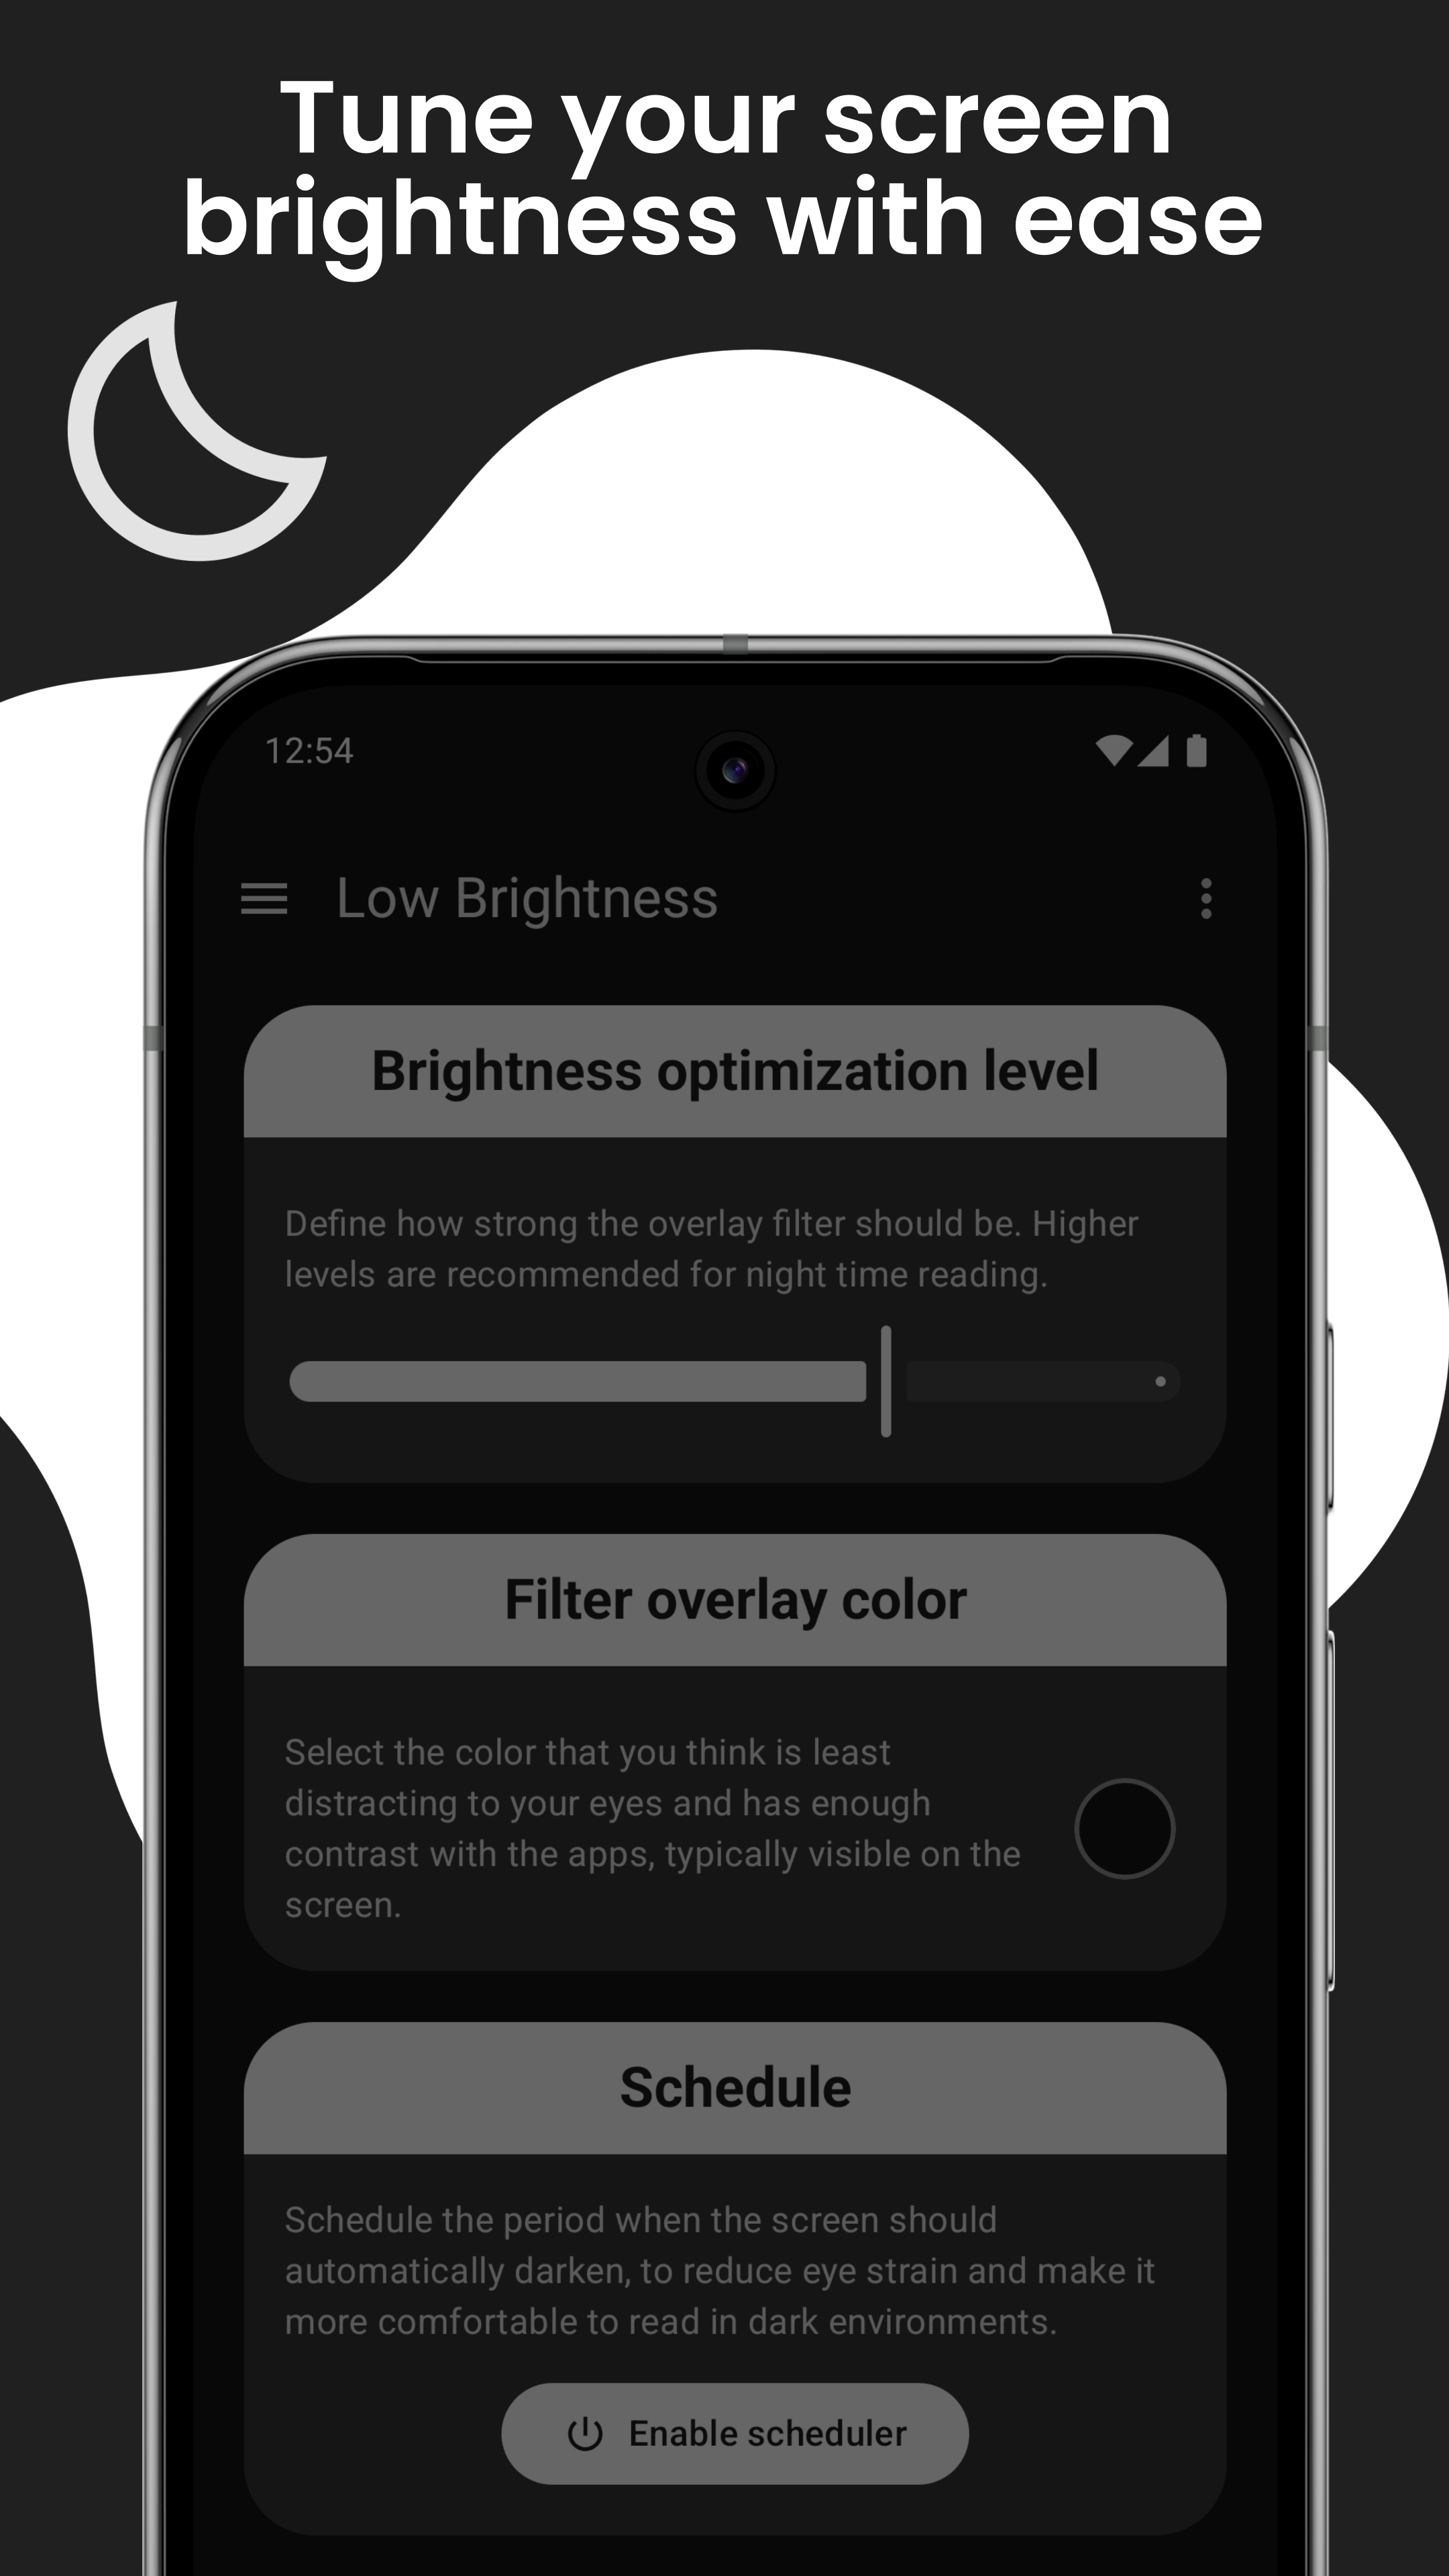 Tune your screen
brightness with ease
12:54
Low Brightness
Brightness optimization level
Define how strong the overlay filter should be. Higher
levels are recommended for night time reading.
Filter overlay color
Select the color that you think is least
distracting to your eyes and has enough
contrast with the apps, typically visible on the
screen.
Schedule
Schedule the period when the screen should
automatically darken, to reduce eye strain and make it
more comfortable to read in dark environments.
Enable scheduler